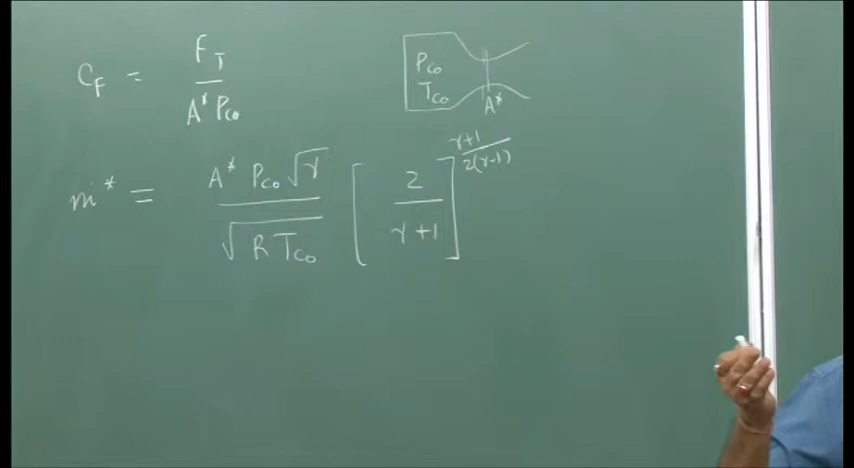 C_F = F_T / A* P_co
P_co
T_co
A*
ṁ* = A* P_co √γ / √(R T_co) [2 / (γ+1)]^((γ+1) / 2(γ-1))